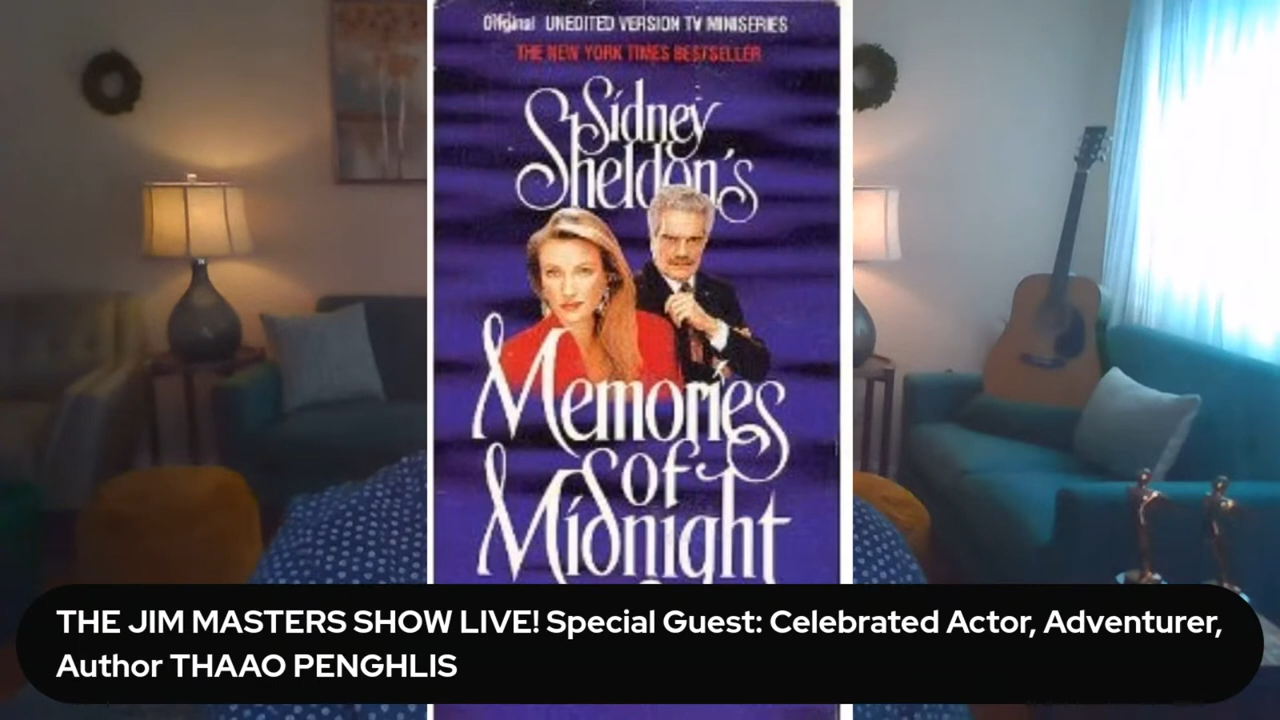 Original UNEDITED VERSION TV MINISERIES
THE NEW YORK TIMES BESTSELLER
Sidney
Sheldon's
Memories
of
Midnight
THE JIM MASTERS SHOW LIVE! Special Guest: Celebrated Actor, Adventurer,
Author THAAO PENGHLIS